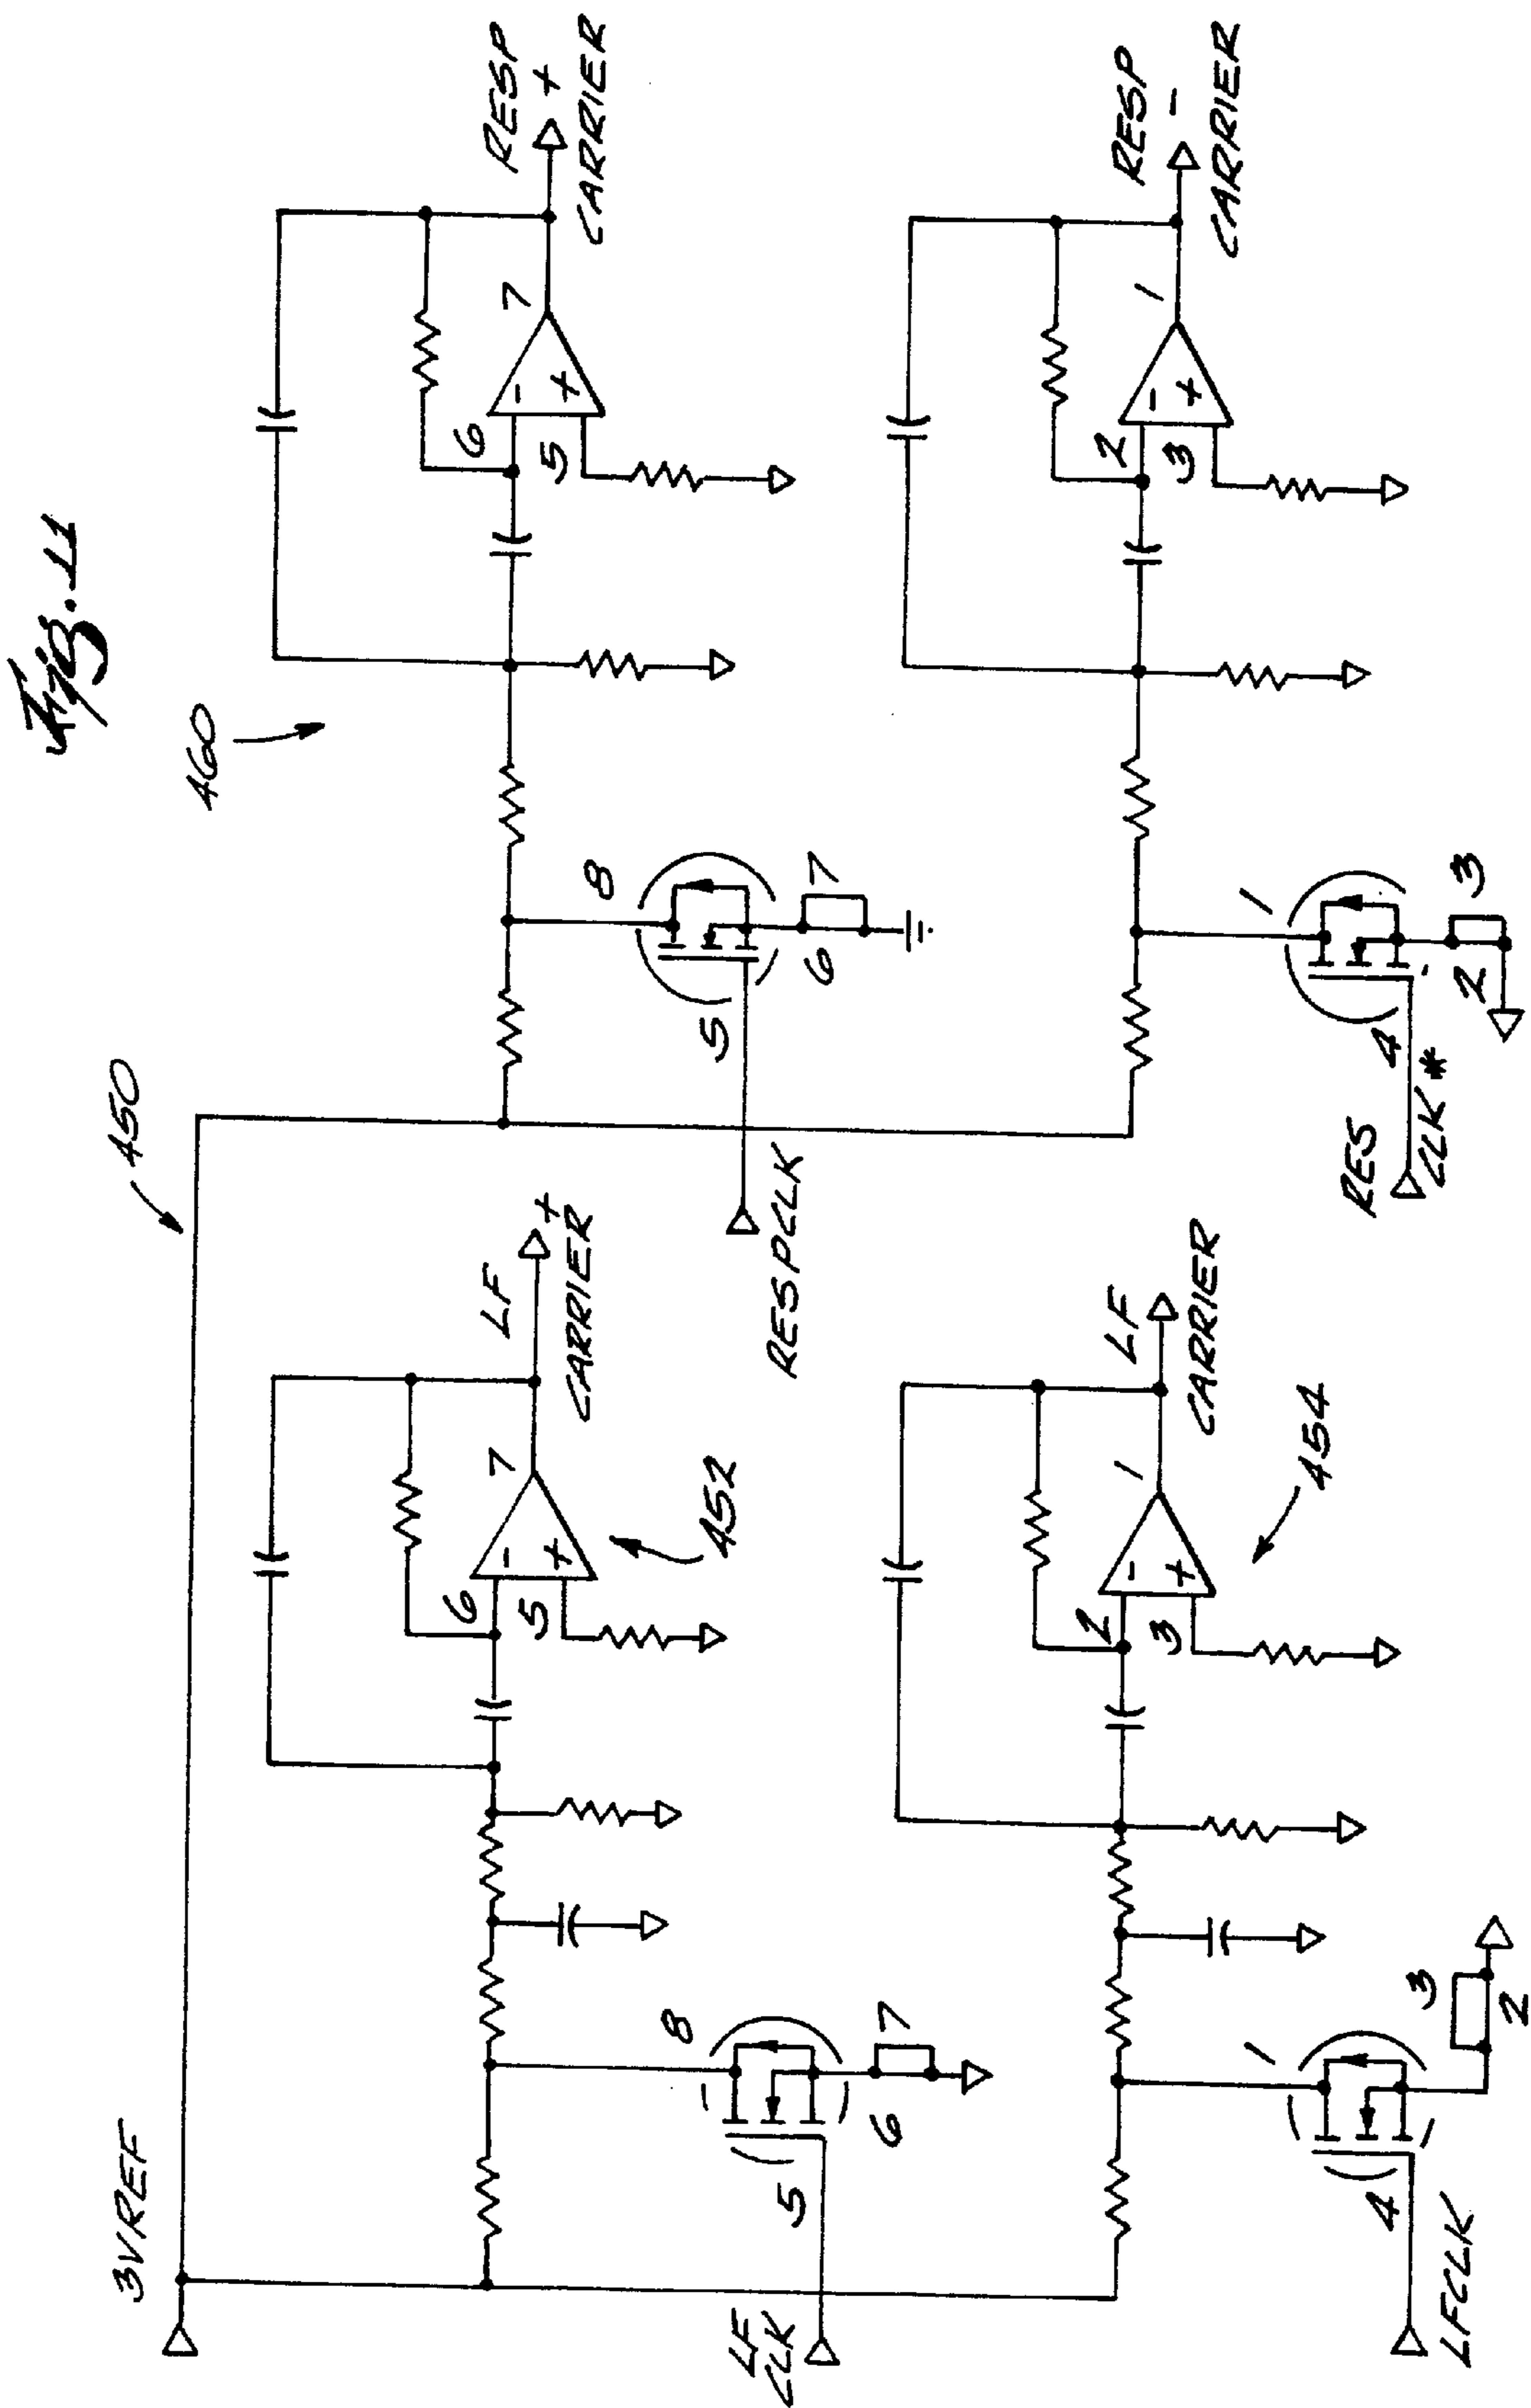 Fig. 11
450
460
3VREF
6
5
7
-
+
LF +
CARRIER
452
8
5
6
7
LF
CLK
6
5
7
-
+
RESP
+
CARRIER
8
5
6
7
RESPCLK
2
3
1
-
+
LF
CARRIER
454
1
4
3
2
LFCLK
2
3
1
-
+
RESP
-
CARRIER
1
4
2
3
RES
CLK*